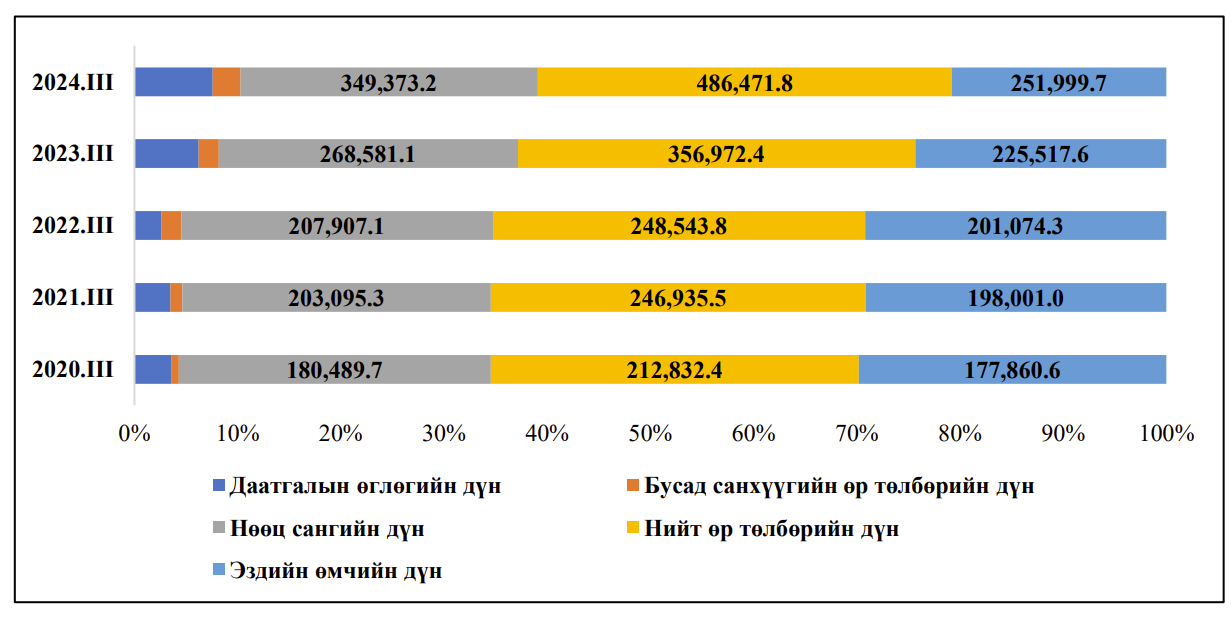 2024.III 349,373.2 486,471.8 251,999.7
2023.III 268,581.1 356,972.4 225,517.6
2022.III 207,907.1 248,543.8 201,074.3
2021.III 203,095.3 246,935.5 198,001.0
2020.III 180,489.7 212,832.4 177,860.6
0% 10% 20% 30% 40% 50% 60% 70% 80% 90% 100%
Даатгалын өглөгийн дүн Бусад санхүүгийн өр төлбөрийн дүн
Нөөц сангийн дүн Нийт өр төлбөрийн дүн
Эздийн өмчийн дүн